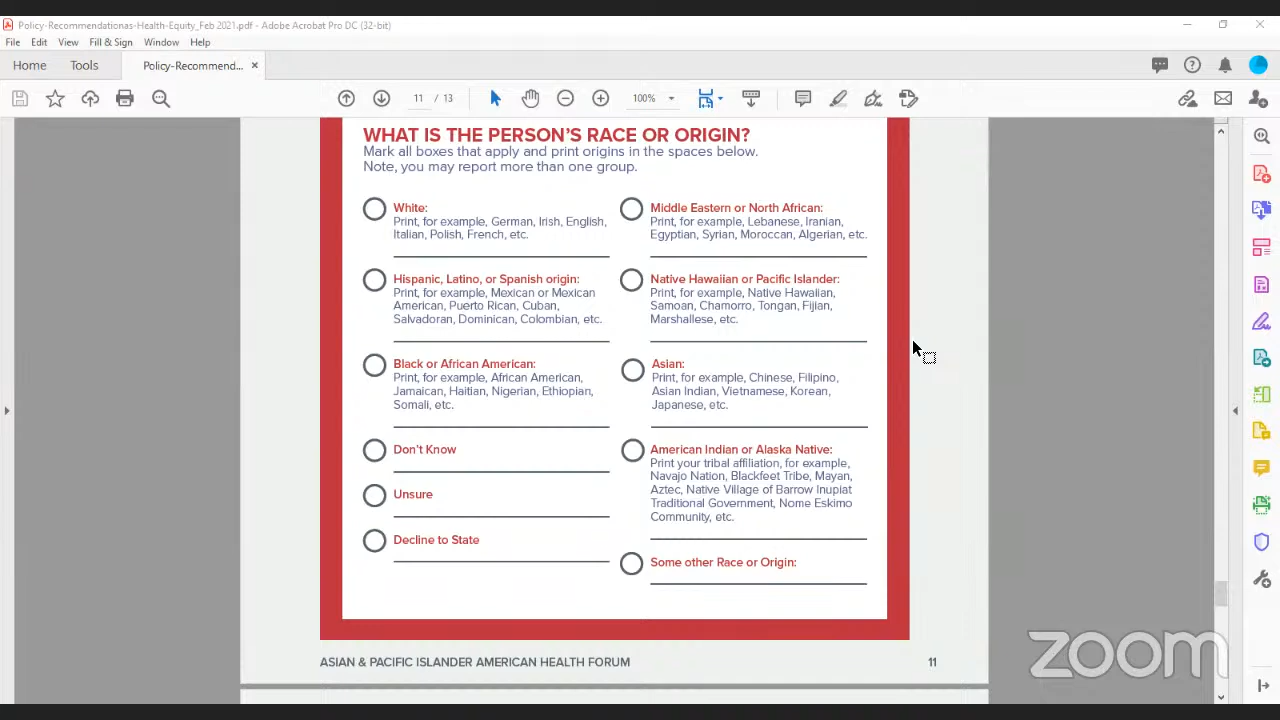 Policy-Recommendationas-Health-Equity_Feb 2021.pdf - Adobe Acrobat Pro DC (32-bit)
File Edit View Fill & Sign Window Help
Home Tools Policy-Recommend... ×
11 / 13 100%
WHAT IS THE PERSON'S RACE OR ORIGIN?
Mark all boxes that apply and print origins in the spaces below.
Note, you may report more than one group.
White:
Print, for example, German, Irish, English,
Italian, Polish, French, etc.
Hispanic, Latino, or Spanish origin:
Print, for example, Mexican or Mexican
American, Puerto Rican, Cuban,
Salvadoran, Dominican, Colombian, etc.
Black or African American:
Print, for example, African American,
Jamaican, Haitian, Nigerian, Ethiopian,
Somali, etc.
Don't Know
Unsure
Decline to State
Middle Eastern or North African:
Print, for example, Lebanese, Iranian,
Egyptian, Syrian, Moroccan, Algerian, etc.
Native Hawaiian or Pacific Islander:
Print, for example, Native Hawaiian,
Samoan, Chamorro, Tongan, Fijian,
Marshallese, etc.
Asian:
Print, for example, Chinese, Filipino,
Asian Indian, Vietnamese, Korean,
Japanese, etc.
American Indian or Alaska Native:
Print your tribal affiliation, for example,
Navajo Nation, Blackfeet Tribe, Mayan,
Aztec, Native Village of Barrow Inupiat
Traditional Government, Nome Eskimo
Community, etc.
Some other Race or Origin:
ASIAN & PACIFIC ISLANDER AMERICAN HEALTH FORUM
11
zoom